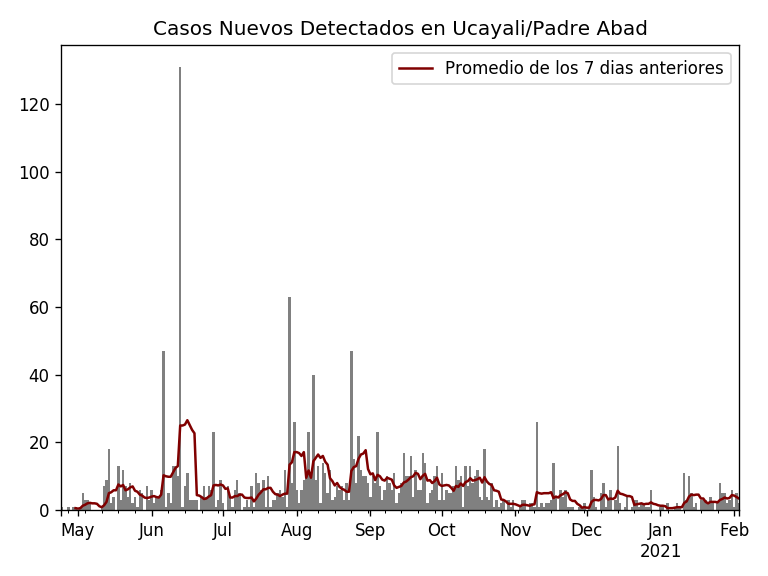 Casos Nuevos Detectados en Ucayali/Padre Abad
Promedio de los 7 dias anteriores
120
100
80
60
40
20
0
May Jun Jul Aug Sep Oct Nov Dec Jan Feb
2021